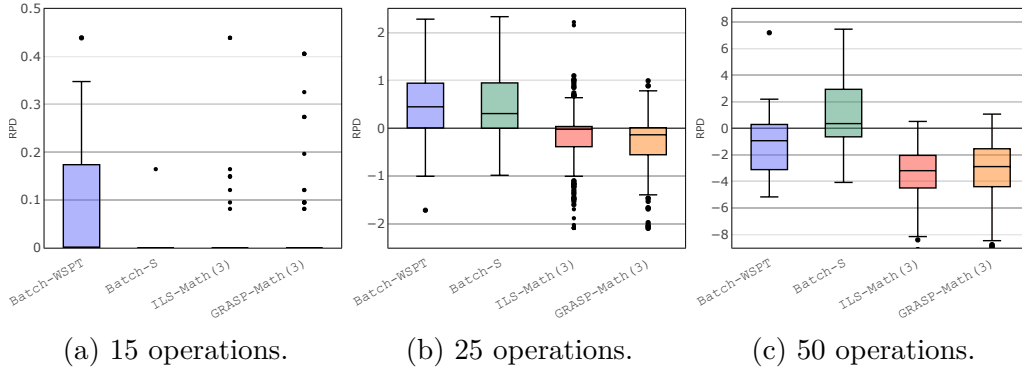 0.5
0.4
0.3
0.2
0.1
0
RPD
Batch-WSPT
Batch-S
ILS-Math(3)
GRASP-Math(3)
(a) 15 operations.
2
1
0
−1
−2
RPD
Batch-WSPT
Batch-S
ILS-Math(3)
GRASP-Math(3)
(b) 25 operations.
8
6
4
2
0
−2
−4
−6
−8
RPD
Batch-WSPT
Batch-S
ILS-Math(3)
GRASP-Math(3)
(c) 50 operations.